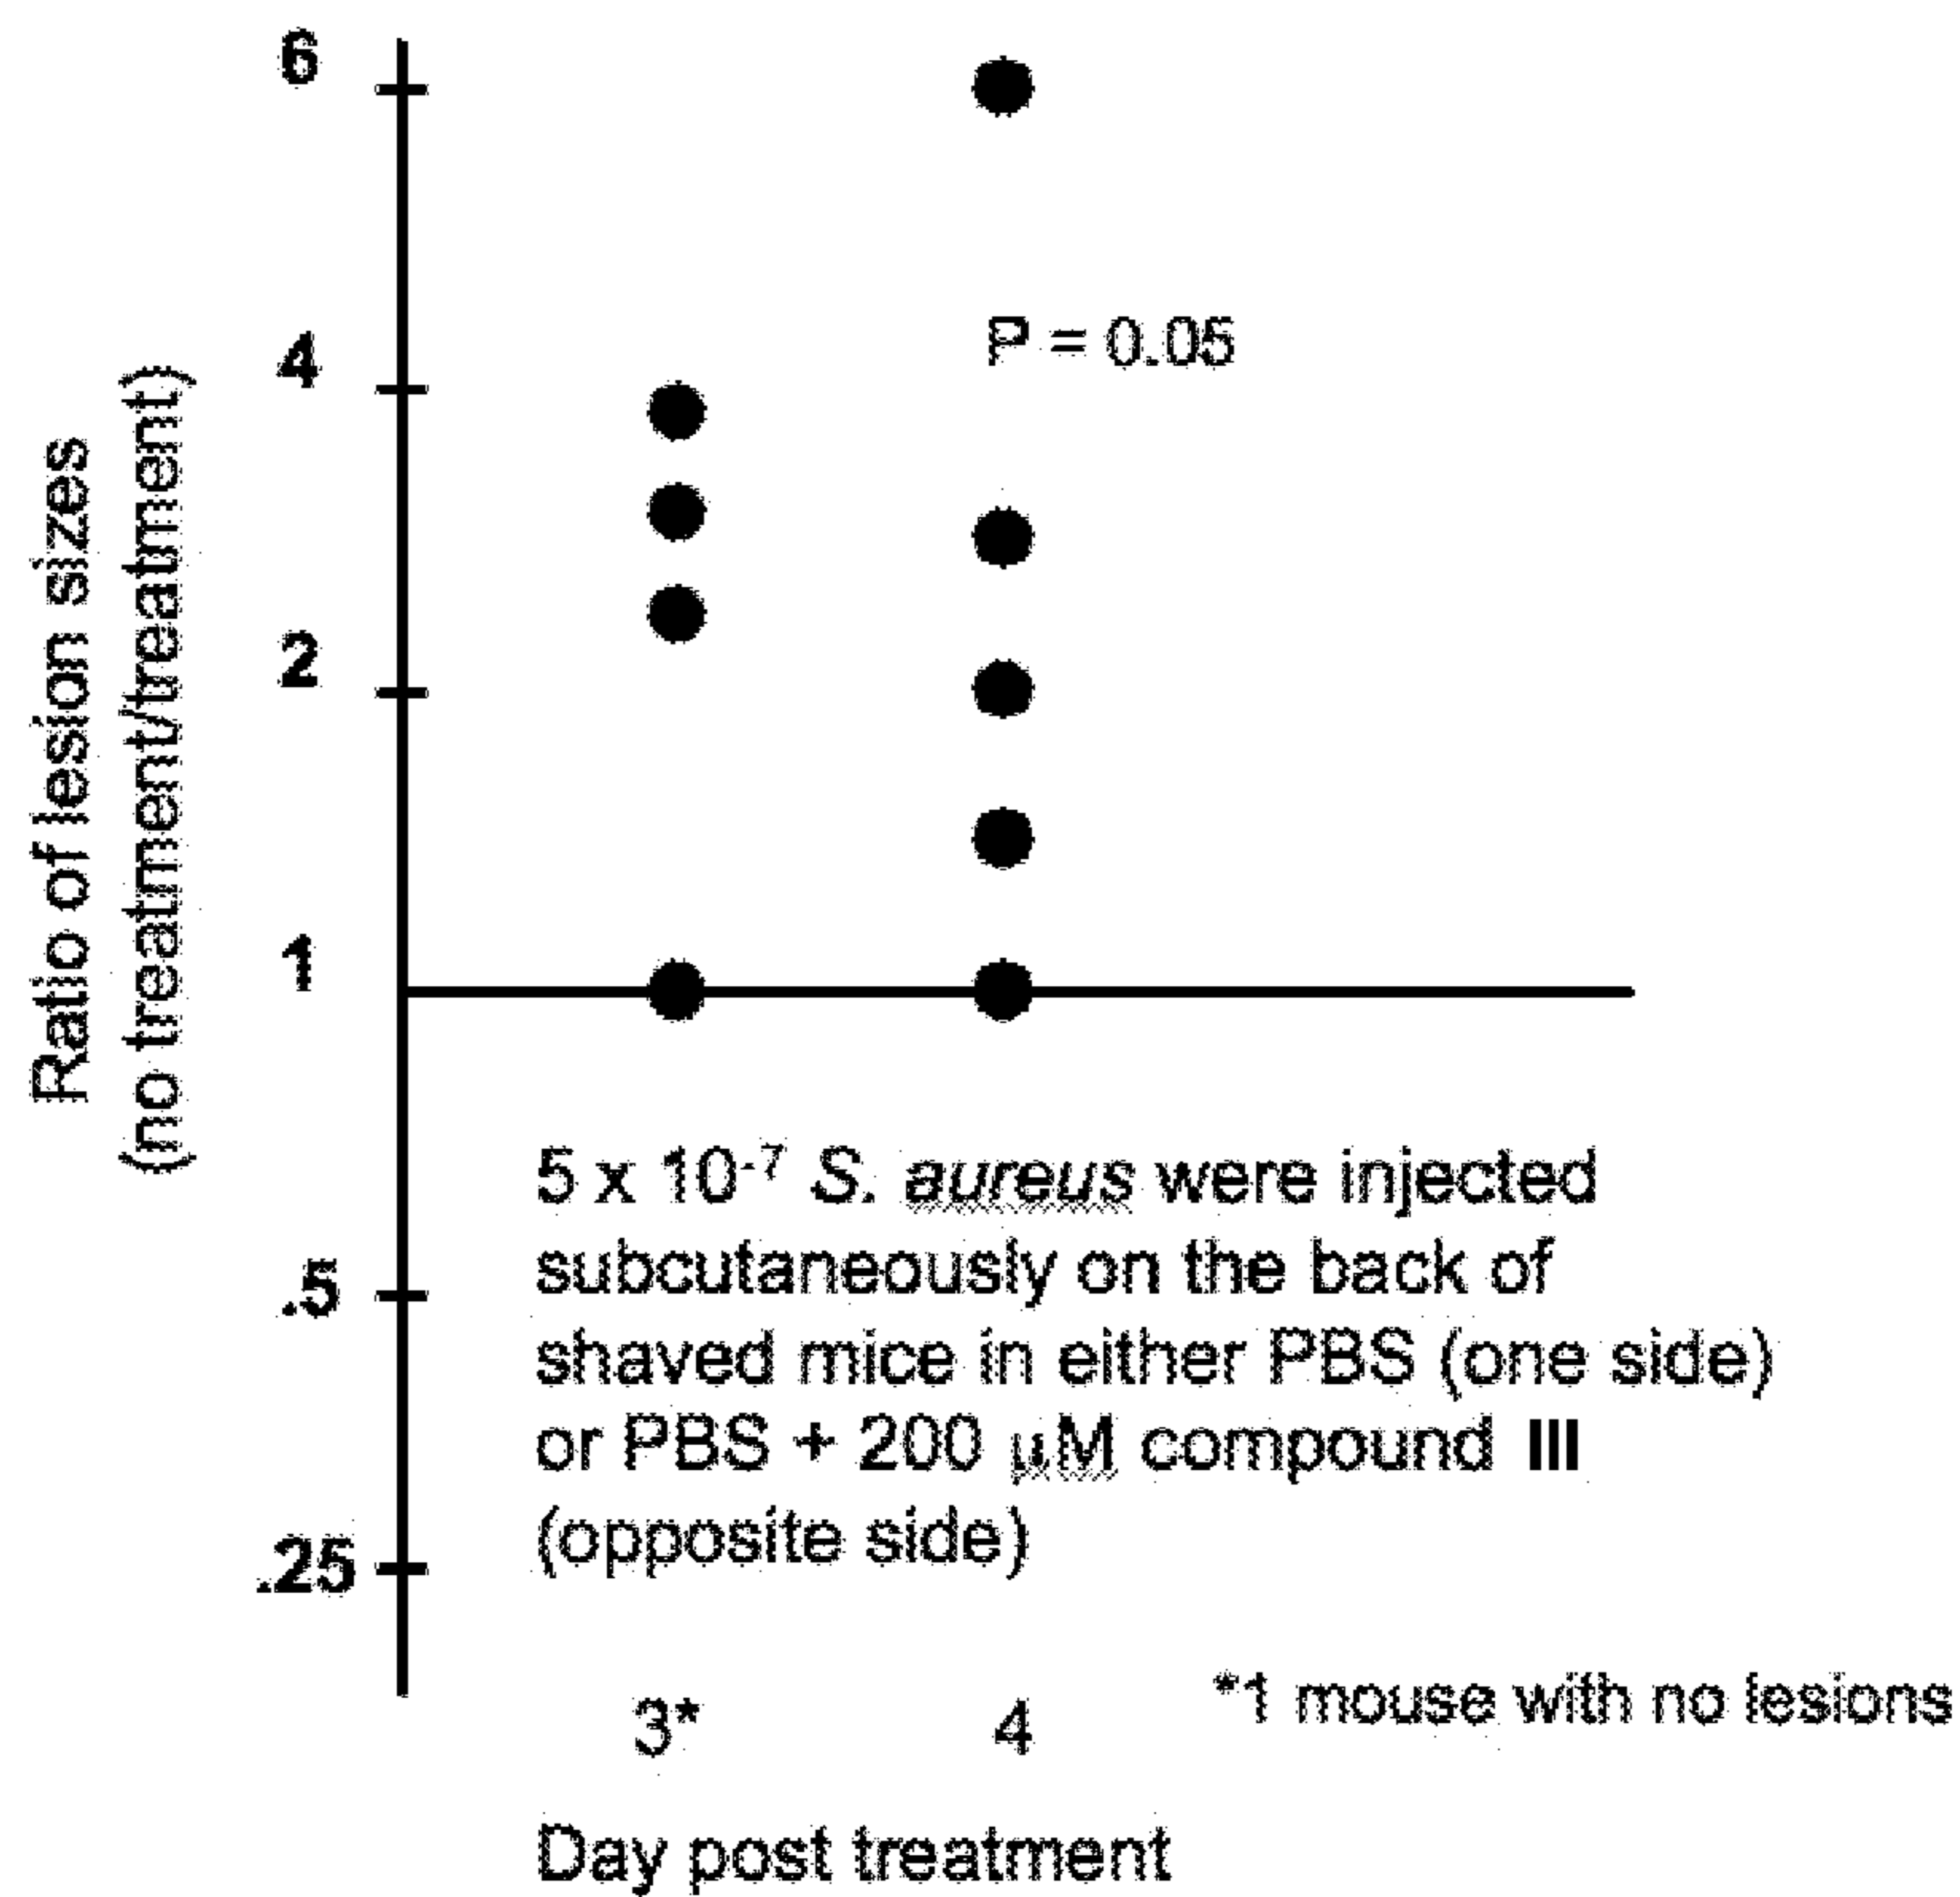 Ratio of lesion sizes
(no treatment/treatment)
6
4
2
1
.5
.25
P = 0.05
5 x 10⁻⁷ S. aureus were injected
subcutaneously on the back of
shaved mice in either PBS (one side)
or PBS + 200 μM compound III
(opposite side)
3*
4
*1 mouse with no lesions
Day post treatment